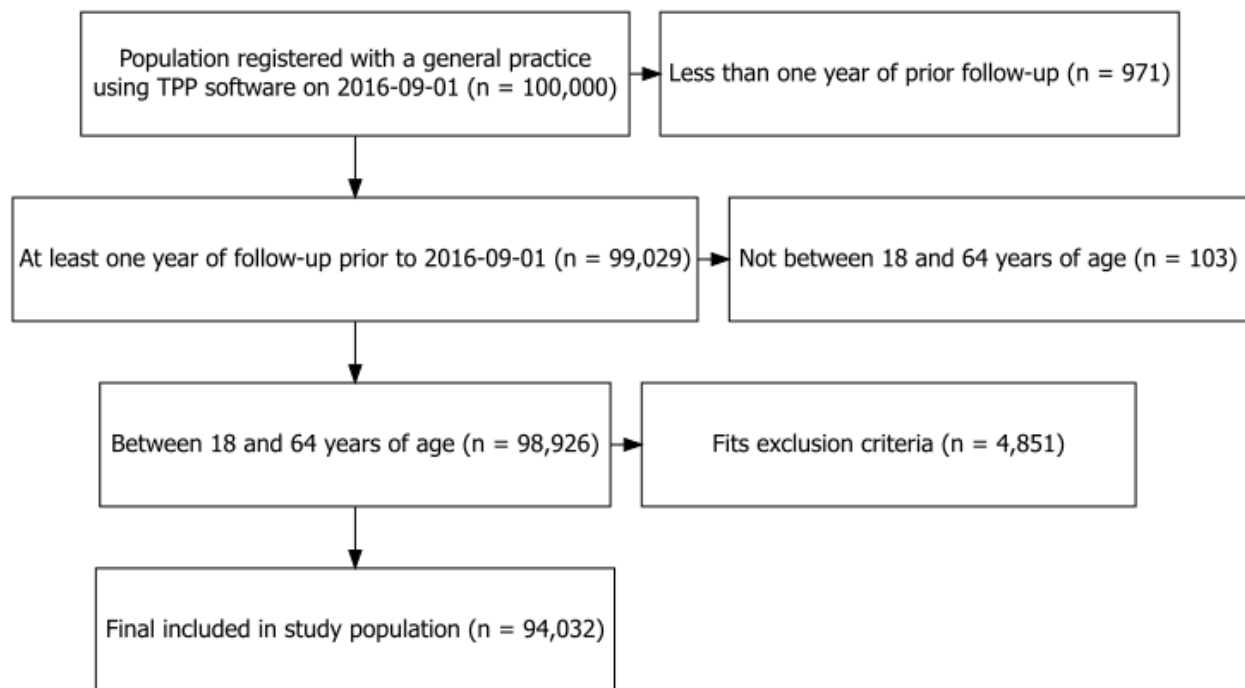 Population registered with a general practice
using TPP software on 2016-09-01 (n = 100,000)
Less than one year of prior follow-up (n = 971)
At least one year of follow-up prior to 2016-09-01 (n = 99,029)
Not between 18 and 64 years of age (n = 103)
Between 18 and 64 years of age (n = 98,926)
Fits exclusion criteria (n = 4,851)
Final included in study population (n = 94,032)